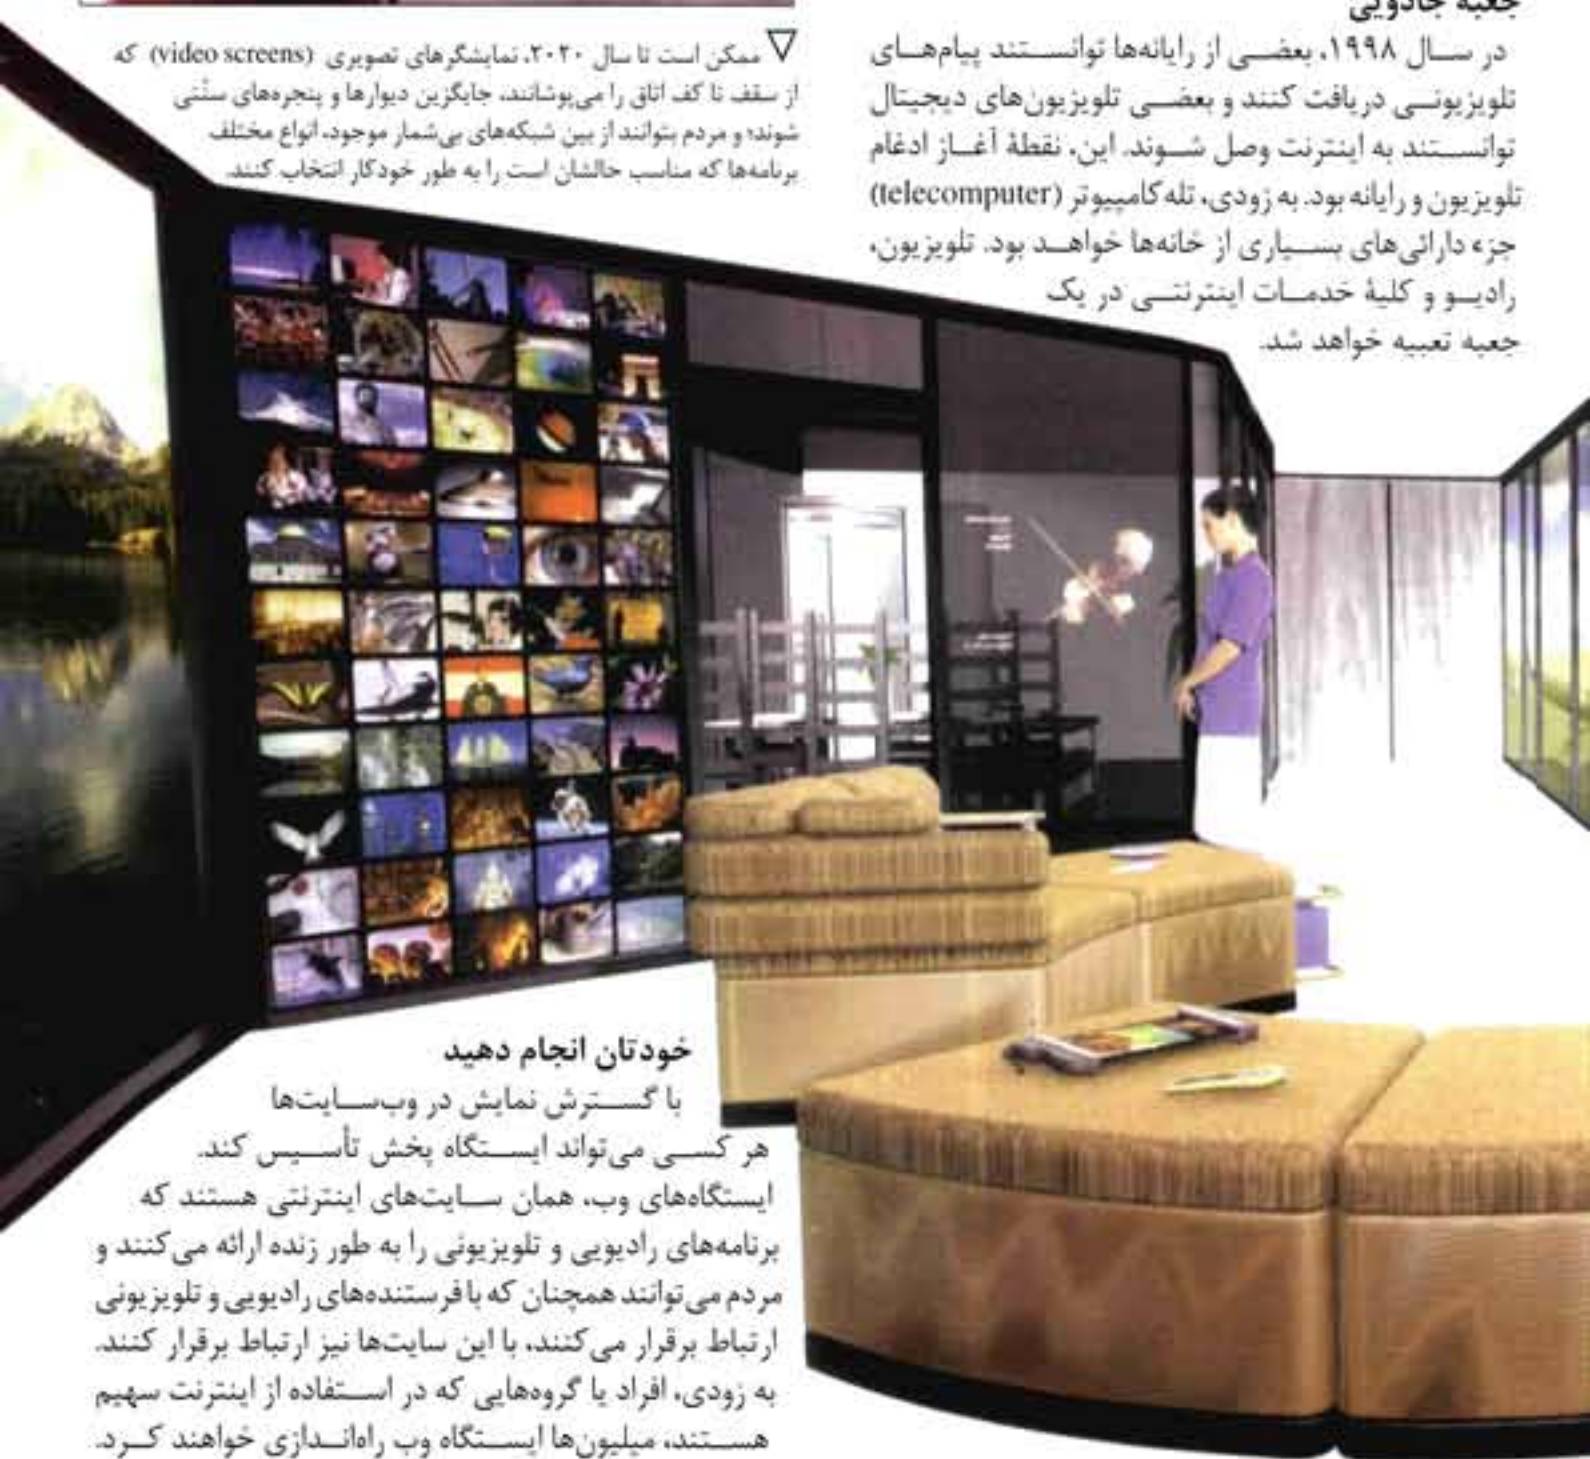 جعبه جادویی
در سال ۱۹۹۸، بعضی از رایانه‌ها توانستند پیام‌های
تلویزیونی دریافت کنند و بعضی تلویزیون‌های دیجیتال
توانستند به اینترنت وصل شوند. این، نقطهٔ آغاز ادغام
تلویزیون و رایانه بود. به زودی، تله‌کامپیوتر (telecomputer)
جزء دارائی‌های بسیاری از خانه‌ها خواهد بود. تلویزیون،
رادیو و کلیهٔ خدمات اینترنتی در یک
جعبه تعبیه خواهد شد.
▽ ممکن است تا سال ۲۰۲۰، نمایشگرهای تصویری (video screens) که
از سقف تا کف اتاق را می‌پوشانند، جایگزین دیوارها و پنجره‌های سنّتی
شوند؛ و مردم بتوانند از بین شبکه‌های بی‌شمار موجود، انواع مختلف
برنامه‌ها که مناسب حالشان است را به طور خودکار انتخاب کنند.
خودتان انجام دهید
با گسترش نمایش در وب‌سایت‌ها
هر کسی می‌تواند ایستگاه پخش تأسیس کند.
ایستگاه‌های وب، همان سایت‌های اینترنتی هستند که
برنامه‌های رادیویی و تلویزیونی را به طور زنده ارائه می‌کنند و
مردم می‌توانند همچنان که با فرستنده‌های رادیویی و تلویزیونی
ارتباط برقرار می‌کنند، با این سایت‌ها نیز ارتباط برقرار کنند.
به زودی، افراد یا گروه‌هایی که در استفاده از اینترنت سهیم
هستند، میلیون‌ها ایستگاه وب راه‌اندازی خواهند کرد.